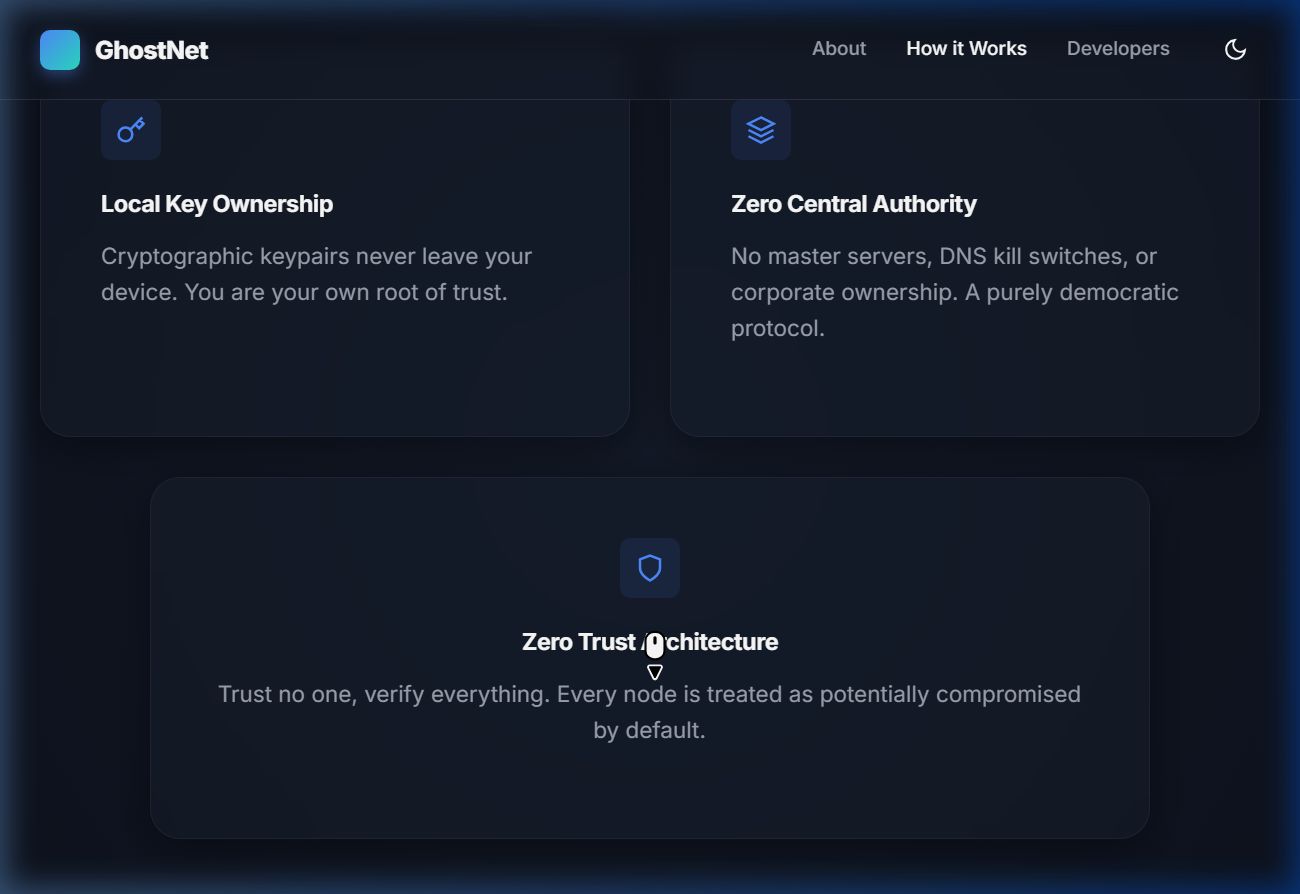 GhostNet
About
How it Works
Developers
Local Key Ownership
Cryptographic keypairs never leave your
device. You are your own root of trust.
Zero Central Authority
No master servers, DNS kill switches, or
corporate ownership. A purely democratic
protocol.
Zero Trust Architecture
Trust no one, verify everything. Every node is treated as potentially compromised
by default.